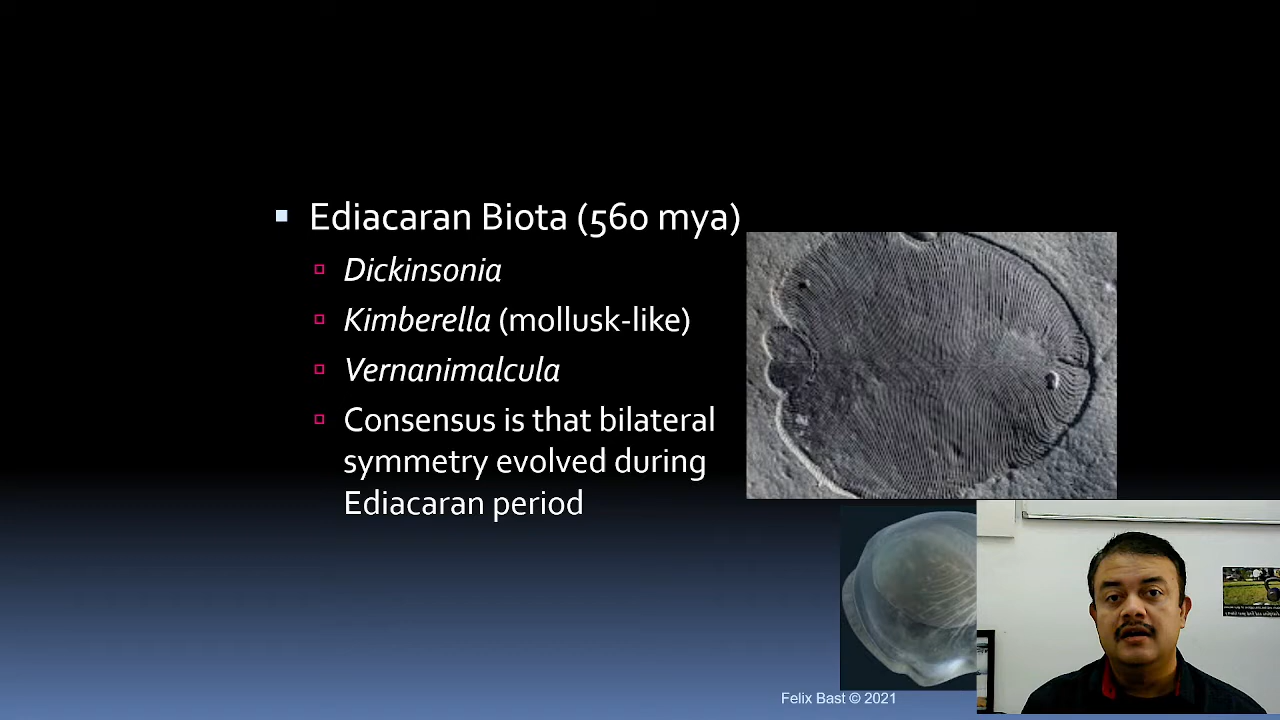 Ediacaran Biota (560 mya)
Dickinsonia
Kimberella (mollusk-like)
Vernanimalcula
Consensus is that bilateral
symmetry evolved during
Ediacaran period
Felix Bast © 2021